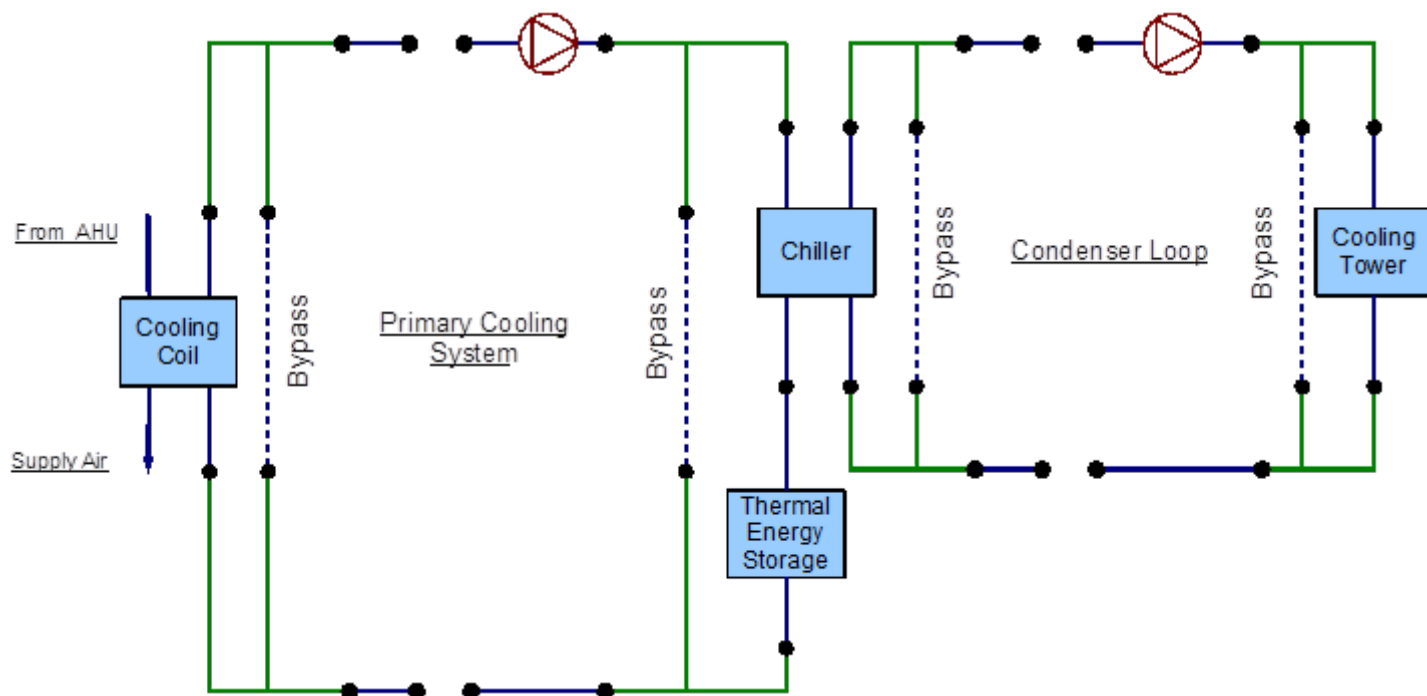 From AHU
Supply Air
Cooling
Coil
Bypass
Primary Cooling
System
Bypass
Chiller
Thermal
Energy
Storage
Bypass
Condenser Loop
Bypass
Cooling
Tower